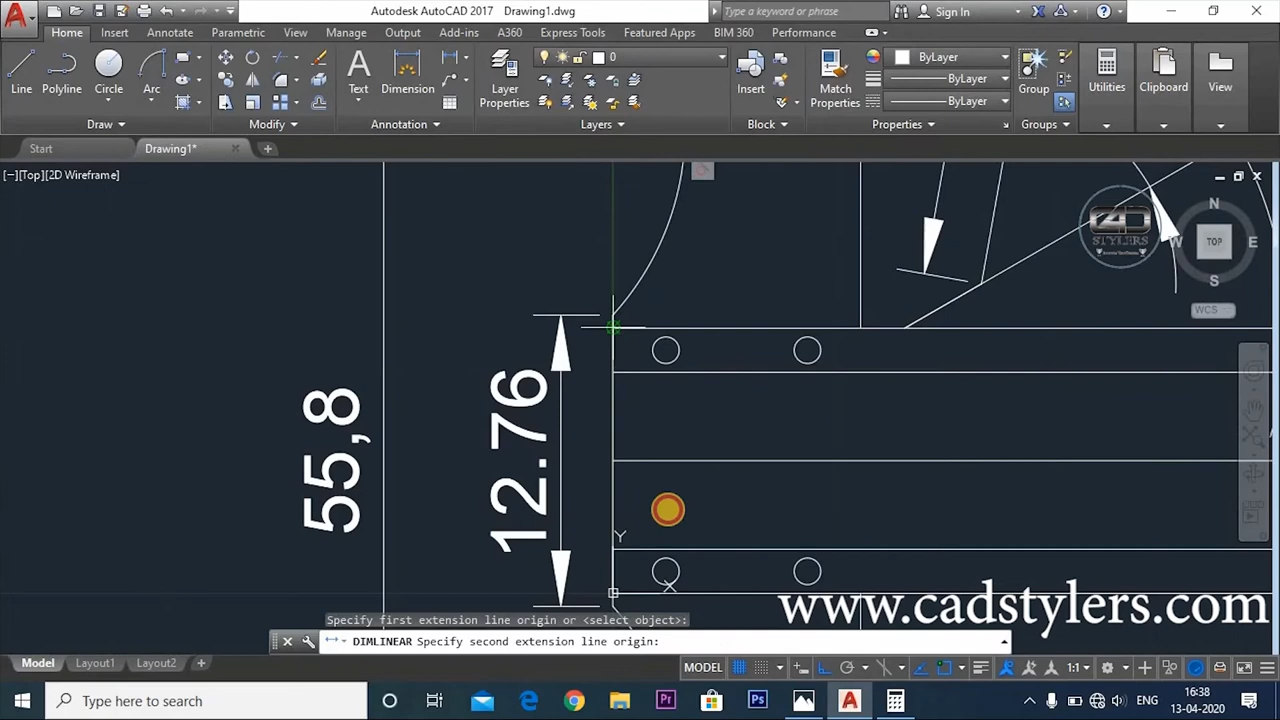 Autodesk AutoCAD 2017 Drawing1.dwg
Type a keyword or phrase
Sign In
Home Insert Annotate Parametric View Manage Output Add-ins A360 Express Tools Featured Apps BIM 360 Performance
0
ByLayer
ByLayer
ByLayer
Line Polyline Circle Arc
Text Dimension
Layer Properties
Insert
Match Properties
Group Utilities Clipboard View
Draw Modify Annotation Layers Block Properties Groups
Start Drawing1*
[−][Top][2D Wireframe]
N
W TOP E
S
WCS
STYLERS
55,8
12.76
Y
X
www.cadstylers.com
Specify first extension line origin or <select object>:
DIMLINEAR Specify second extension line origin:
Model Layout1 Layout2
MODEL 1:1
Type here to search
Pr
Ps
A
ENG
16:38
13-04-2020